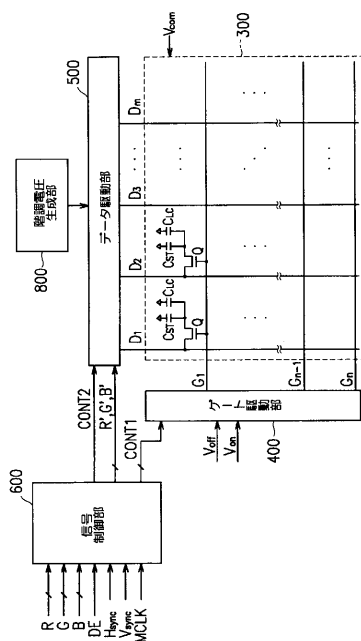 800
階調電圧
生成部
500
データ駆動部
600
信号
制御部
R
G
B
DE
Hsync
Vsync
MCLK
CONT2
R',G',B'
CONT1
Voff
Von
400
ゲート駆動部
D1
D2
D3
Dm
CST
CLC
Q
CST
CLC
Q
G1
Gn−1
Gn
Vcom
300